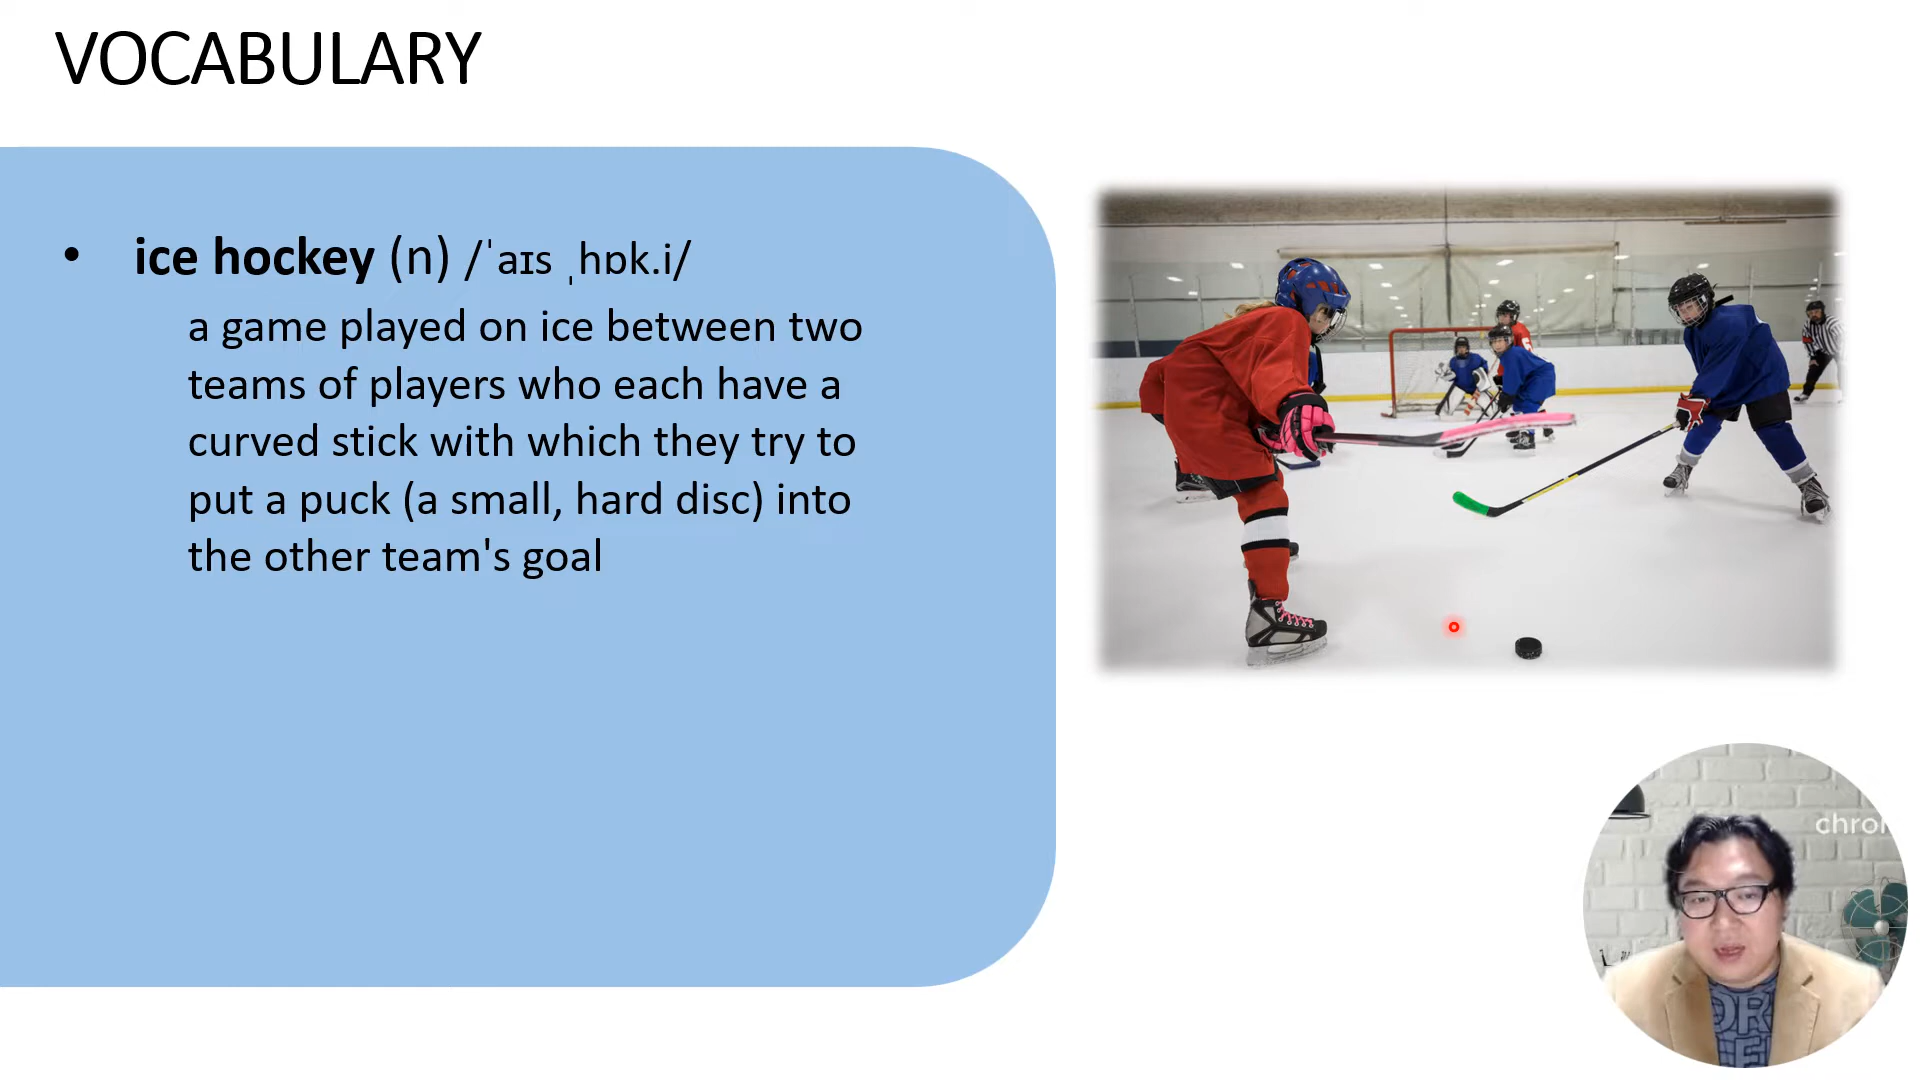 VOCABULARY
• ice hockey (n) /ˈaɪs ˌhɒk.i/
a game played on ice between two
teams of players who each have a
curved stick with which they try to
put a puck (a small, hard disc) into
the other team's goal